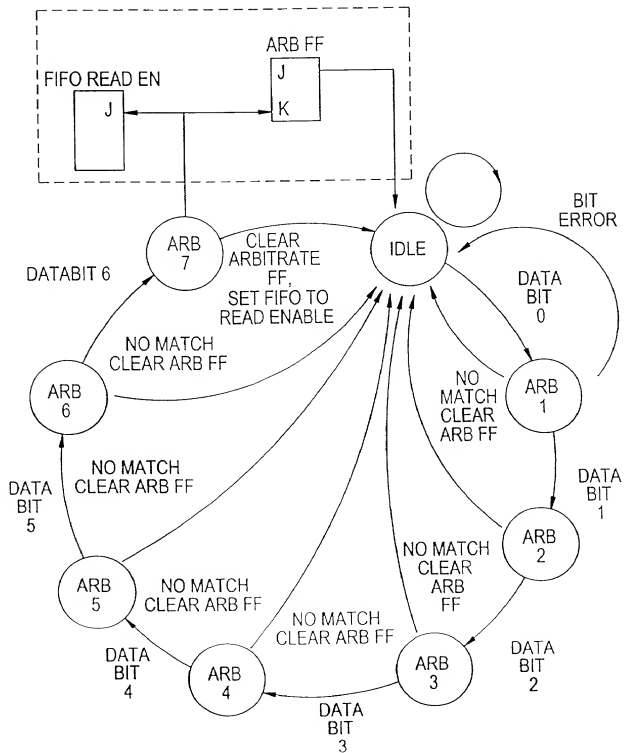 ARB FF
FIFO READ EN
J
J
K
ARB
7
CLEAR
ARBITRATE
FF,
SET FIFO TO
READ ENABLE
IDLE
BIT
ERROR
DATABIT 6
DATA
BIT
0
NO MATCH
CLEAR ARB FF
ARB
6
NO
MATCH
CLEAR
ARB FF
ARB
1
NO MATCH
CLEAR ARB FF
DATA
BIT
5
DATA
BIT
1
ARB
2
NO MATCH
CLEAR
ARB
FF
ARB
5
NO MATCH
CLEAR ARB FF
NO MATCH
CLEAR ARB FF
DATA
BIT
4
ARB
4
ARB
3
DATA
BIT
2
DATA
BIT
3